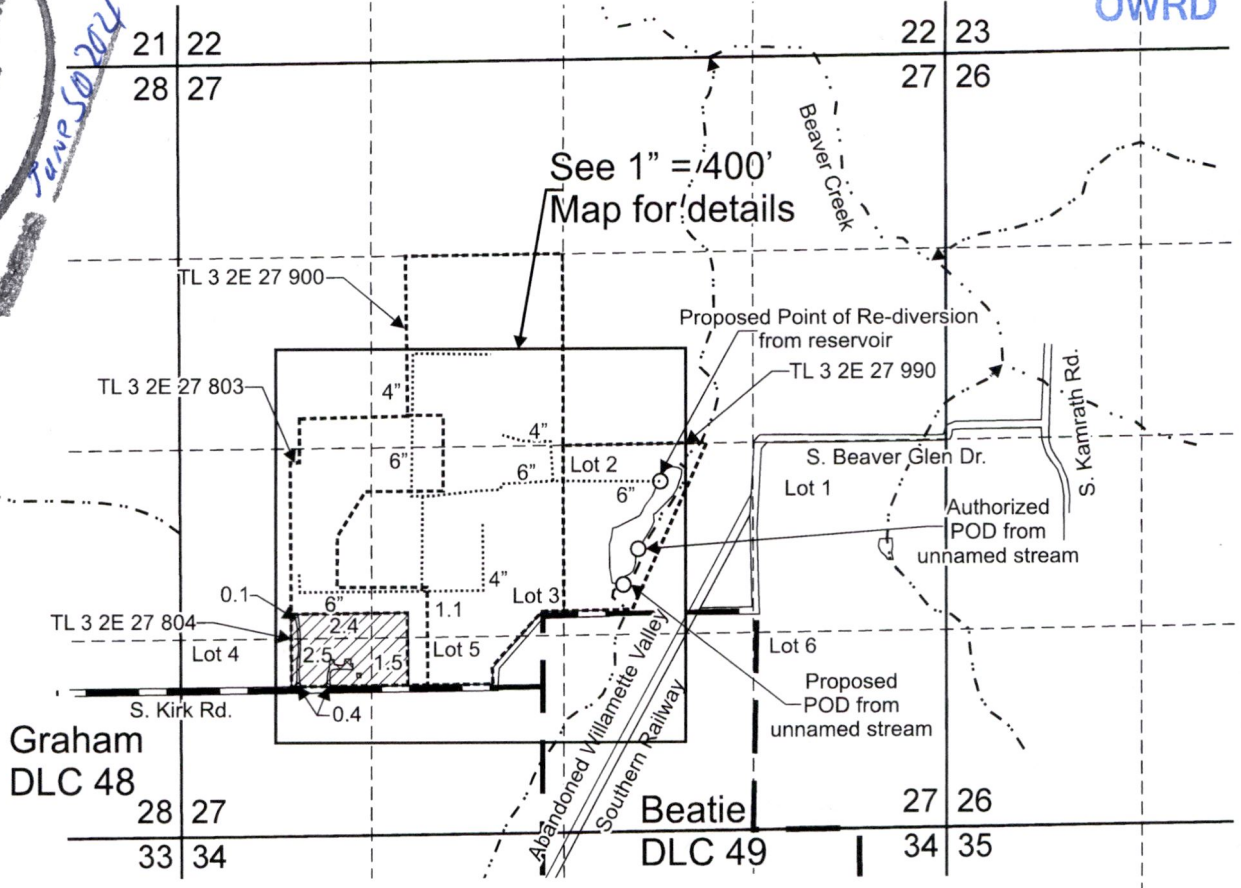 OWRD
JUNE 30 202
21 22
28 27
22 23
27 26
See 1” = 400’
Map for details
Beaver Creek
TL 3 2E 27 900
Proposed Point of Re-diversion
from reservoir
TL 3 2E 27 990
TL 3 2E 27 803
4”
4”
6”
6”
Lot 2
6”
S. Beaver Glen Dr.
S. Kamrath Rd.
Lot 1
Authorized
POD from
unnamed stream
4”
0.1
6”
1.1
Lot 3
TL 3 2E 27 804
2.4
Lot 4
2.5
1.5
Lot 5
Lot 6
S. Kirk Rd.
0.4
Proposed
POD from
unnamed stream
Abandoned Willamette Valley
Southern Railway
Graham
DLC 48
Beatie
DLC 49
28 27
33 34
27 26
34 35